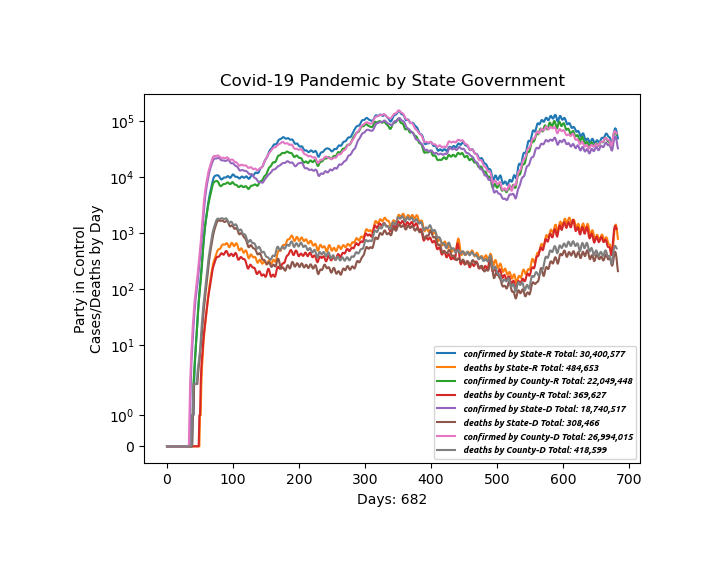 Covid-19 Pandemic by State Government
Party in Control
Cases/Deaths by Day
10^5
10^4
10^3
10^2
10^1
10^0
0
confirmed by State-R Total: 30,400,577
deaths by State-R Total: 484,653
confirmed by County-R Total: 22,049,448
deaths by County-R Total: 369,627
confirmed by State-D Total: 18,740,517
deaths by State-D Total: 308,466
confirmed by County-D Total: 26,994,015
deaths by County-D Total: 418,599
0 100 200 300 400 500 600 700
Days: 682